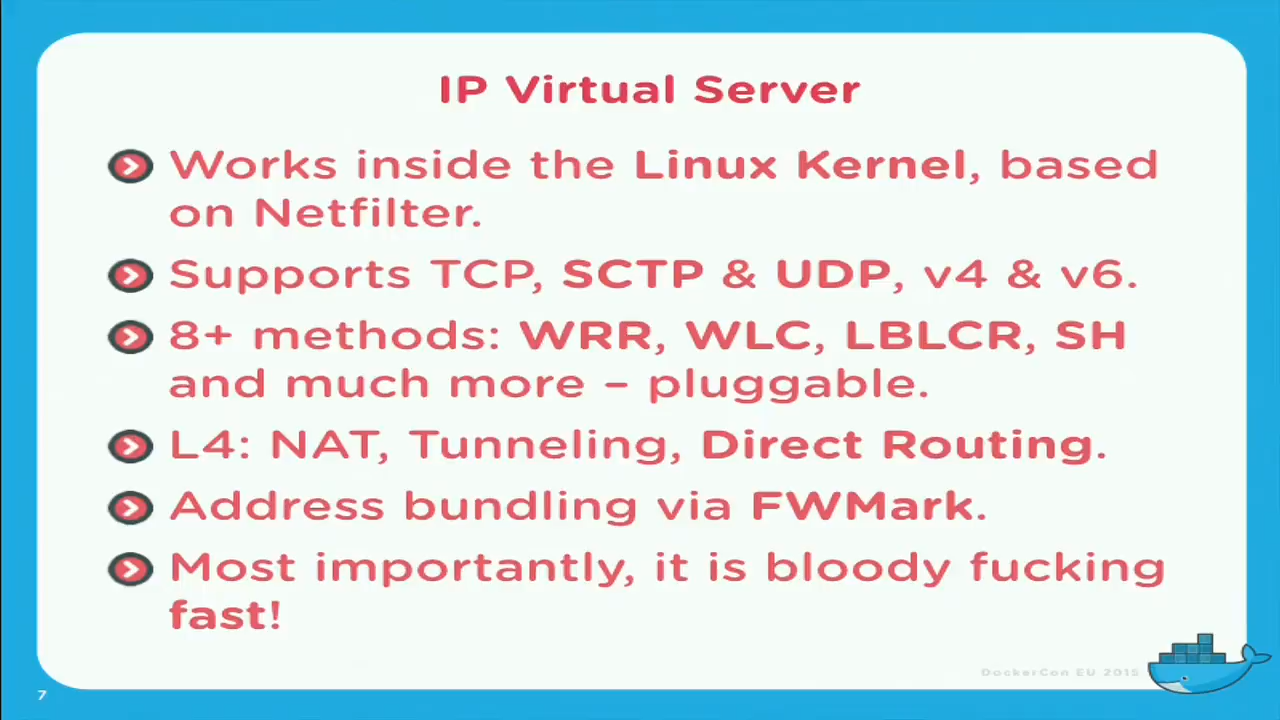 IP Virtual Server
Works inside the Linux Kernel, based
on Netfilter.
Supports TCP, SCTP & UDP, v4 & v6.
8+ methods: WRR, WLC, LBLCR, SH
and much more – pluggable.
L4: NAT, Tunneling, Direct Routing.
Address bundling via FWMark.
Most importantly, it is bloody fucking
fast!
DockerCon EU 2015
7